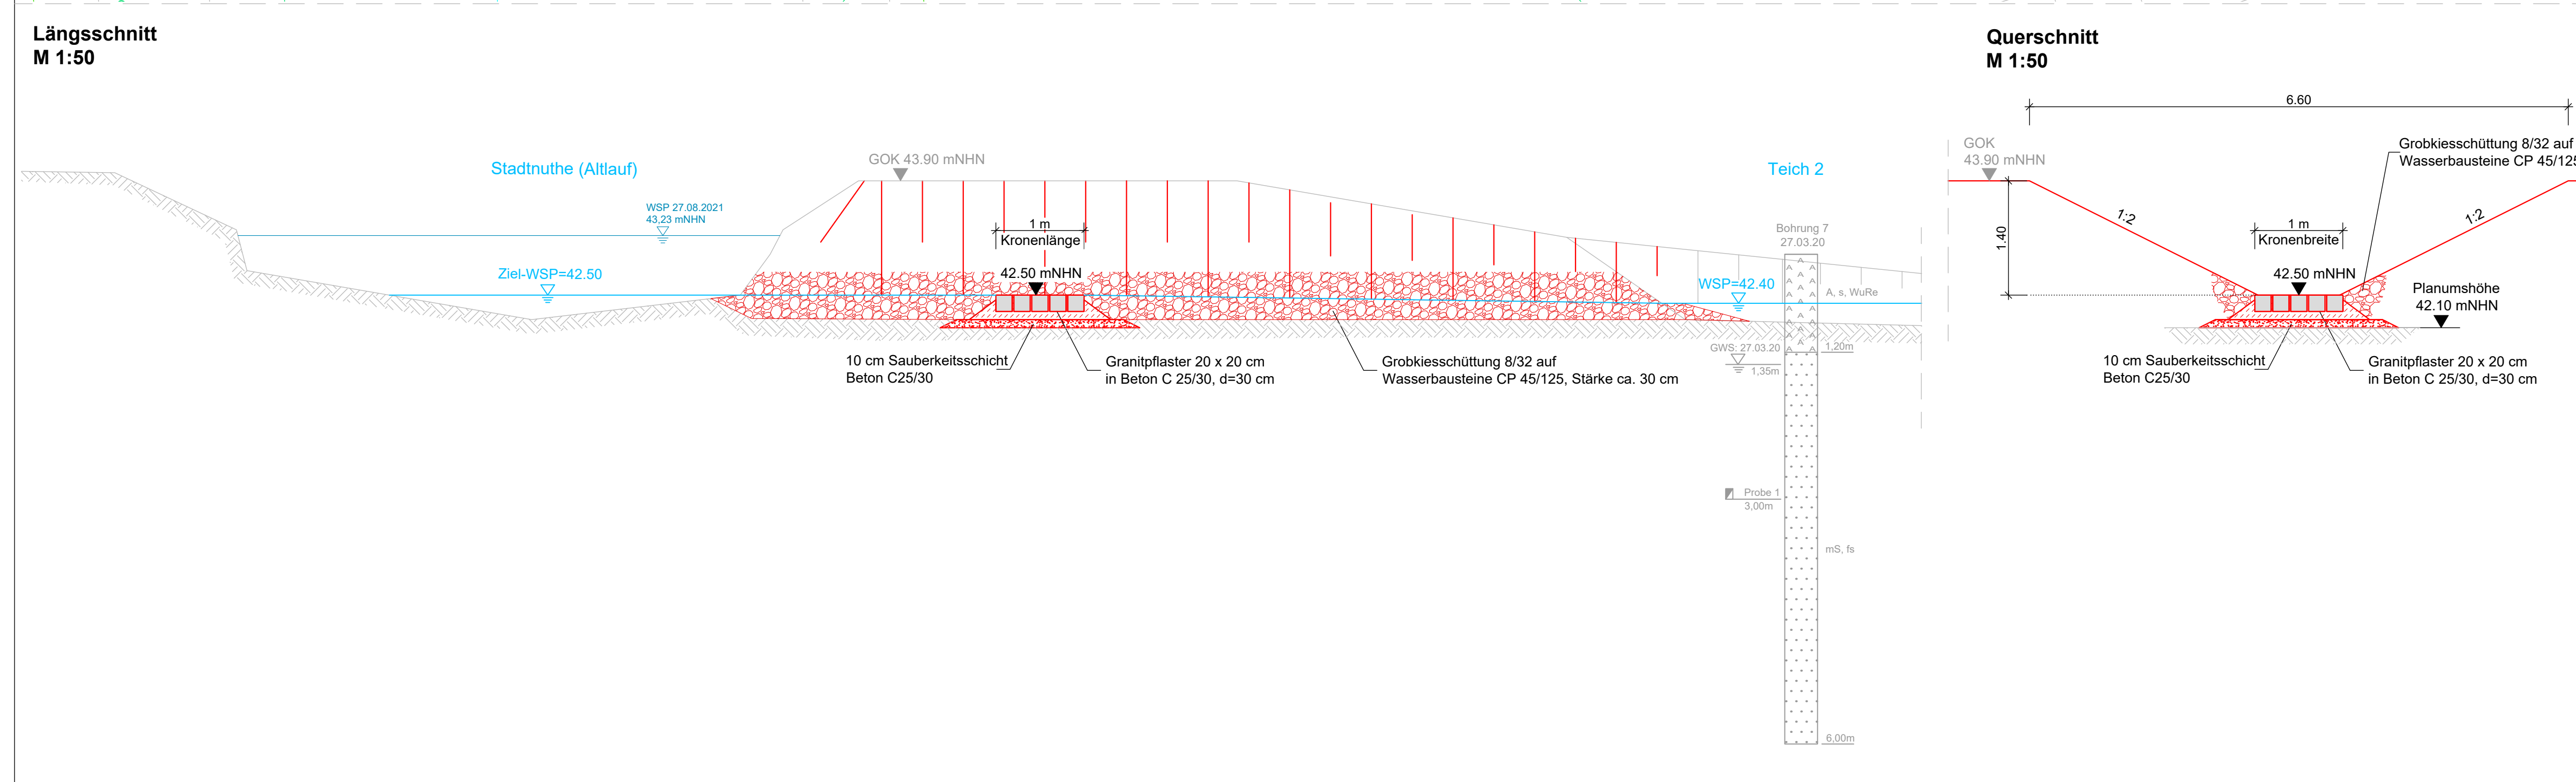 Längsschnitt
M 1:50
Stadtnuthe (Altlauf)
WSP 27.08.2021
43,23 mNHN
Ziel-WSP=42.50
GOK 43.90 mNHN
1 m
Kronenlänge
42.50 mNHN
10 cm Sauberkeitsschicht
Beton C25/30
Granitpflaster 20 x 20 cm
in Beton C 25/30, d=30 cm
Grobkiesschüttung 8/32 auf
Wasserbausteine CP 45/125, Stärke ca. 30 cm
Teich 2
Bohrung 7
27.03.20
WSP=42.40
A, s, WuRe
GWS: 27.03.20
1,20m
1,35m
Probe 1
3,00m
mS, fs
6,00m
Querschnitt
M 1:50
6.60
GOK
43.90 mNHN
Grobkiesschüttung 8/32 auf
Wasserbausteine CP 45/125
1:2
1:2
1.40
1 m
Kronenbreite
42.50 mNHN
Planumshöhe
42.10 mNHN
10 cm Sauberkeitsschicht
Beton C25/30
Granitpflaster 20 x 20 cm
in Beton C 25/30, d=30 cm